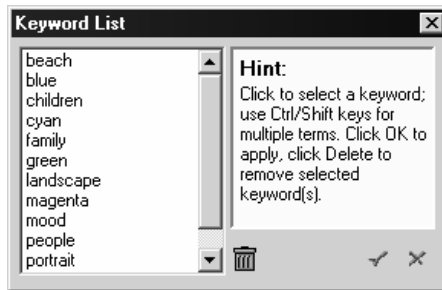 Keyword List
beach
blue
children
cyan
family
green
landscape
magenta
mood
people
portrait
Hint:
Click to select a keyword;
use Ctrl/Shift keys for
multiple terms. Click OK to
apply, click Delete to
remove selected
keyword(s).